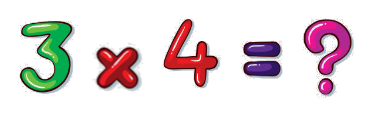 3 × 4 = ?